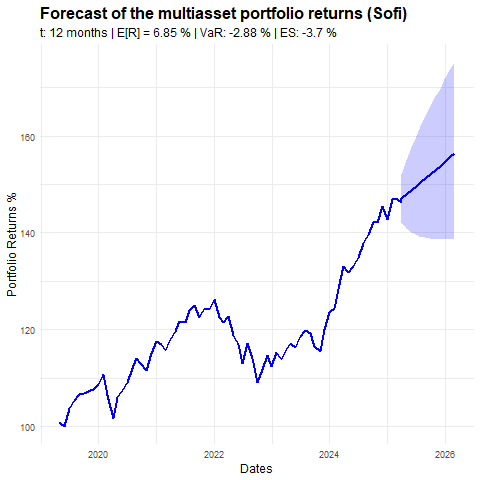 Forecast of the multiasset portfolio returns (Sofi)
t: 12 months | E[R] = 6.85 % | VaR: -2.88 % | ES: -3.7 %
Portfolio Returns %
160
140
120
100
2020 2022 2024 2026
Dates